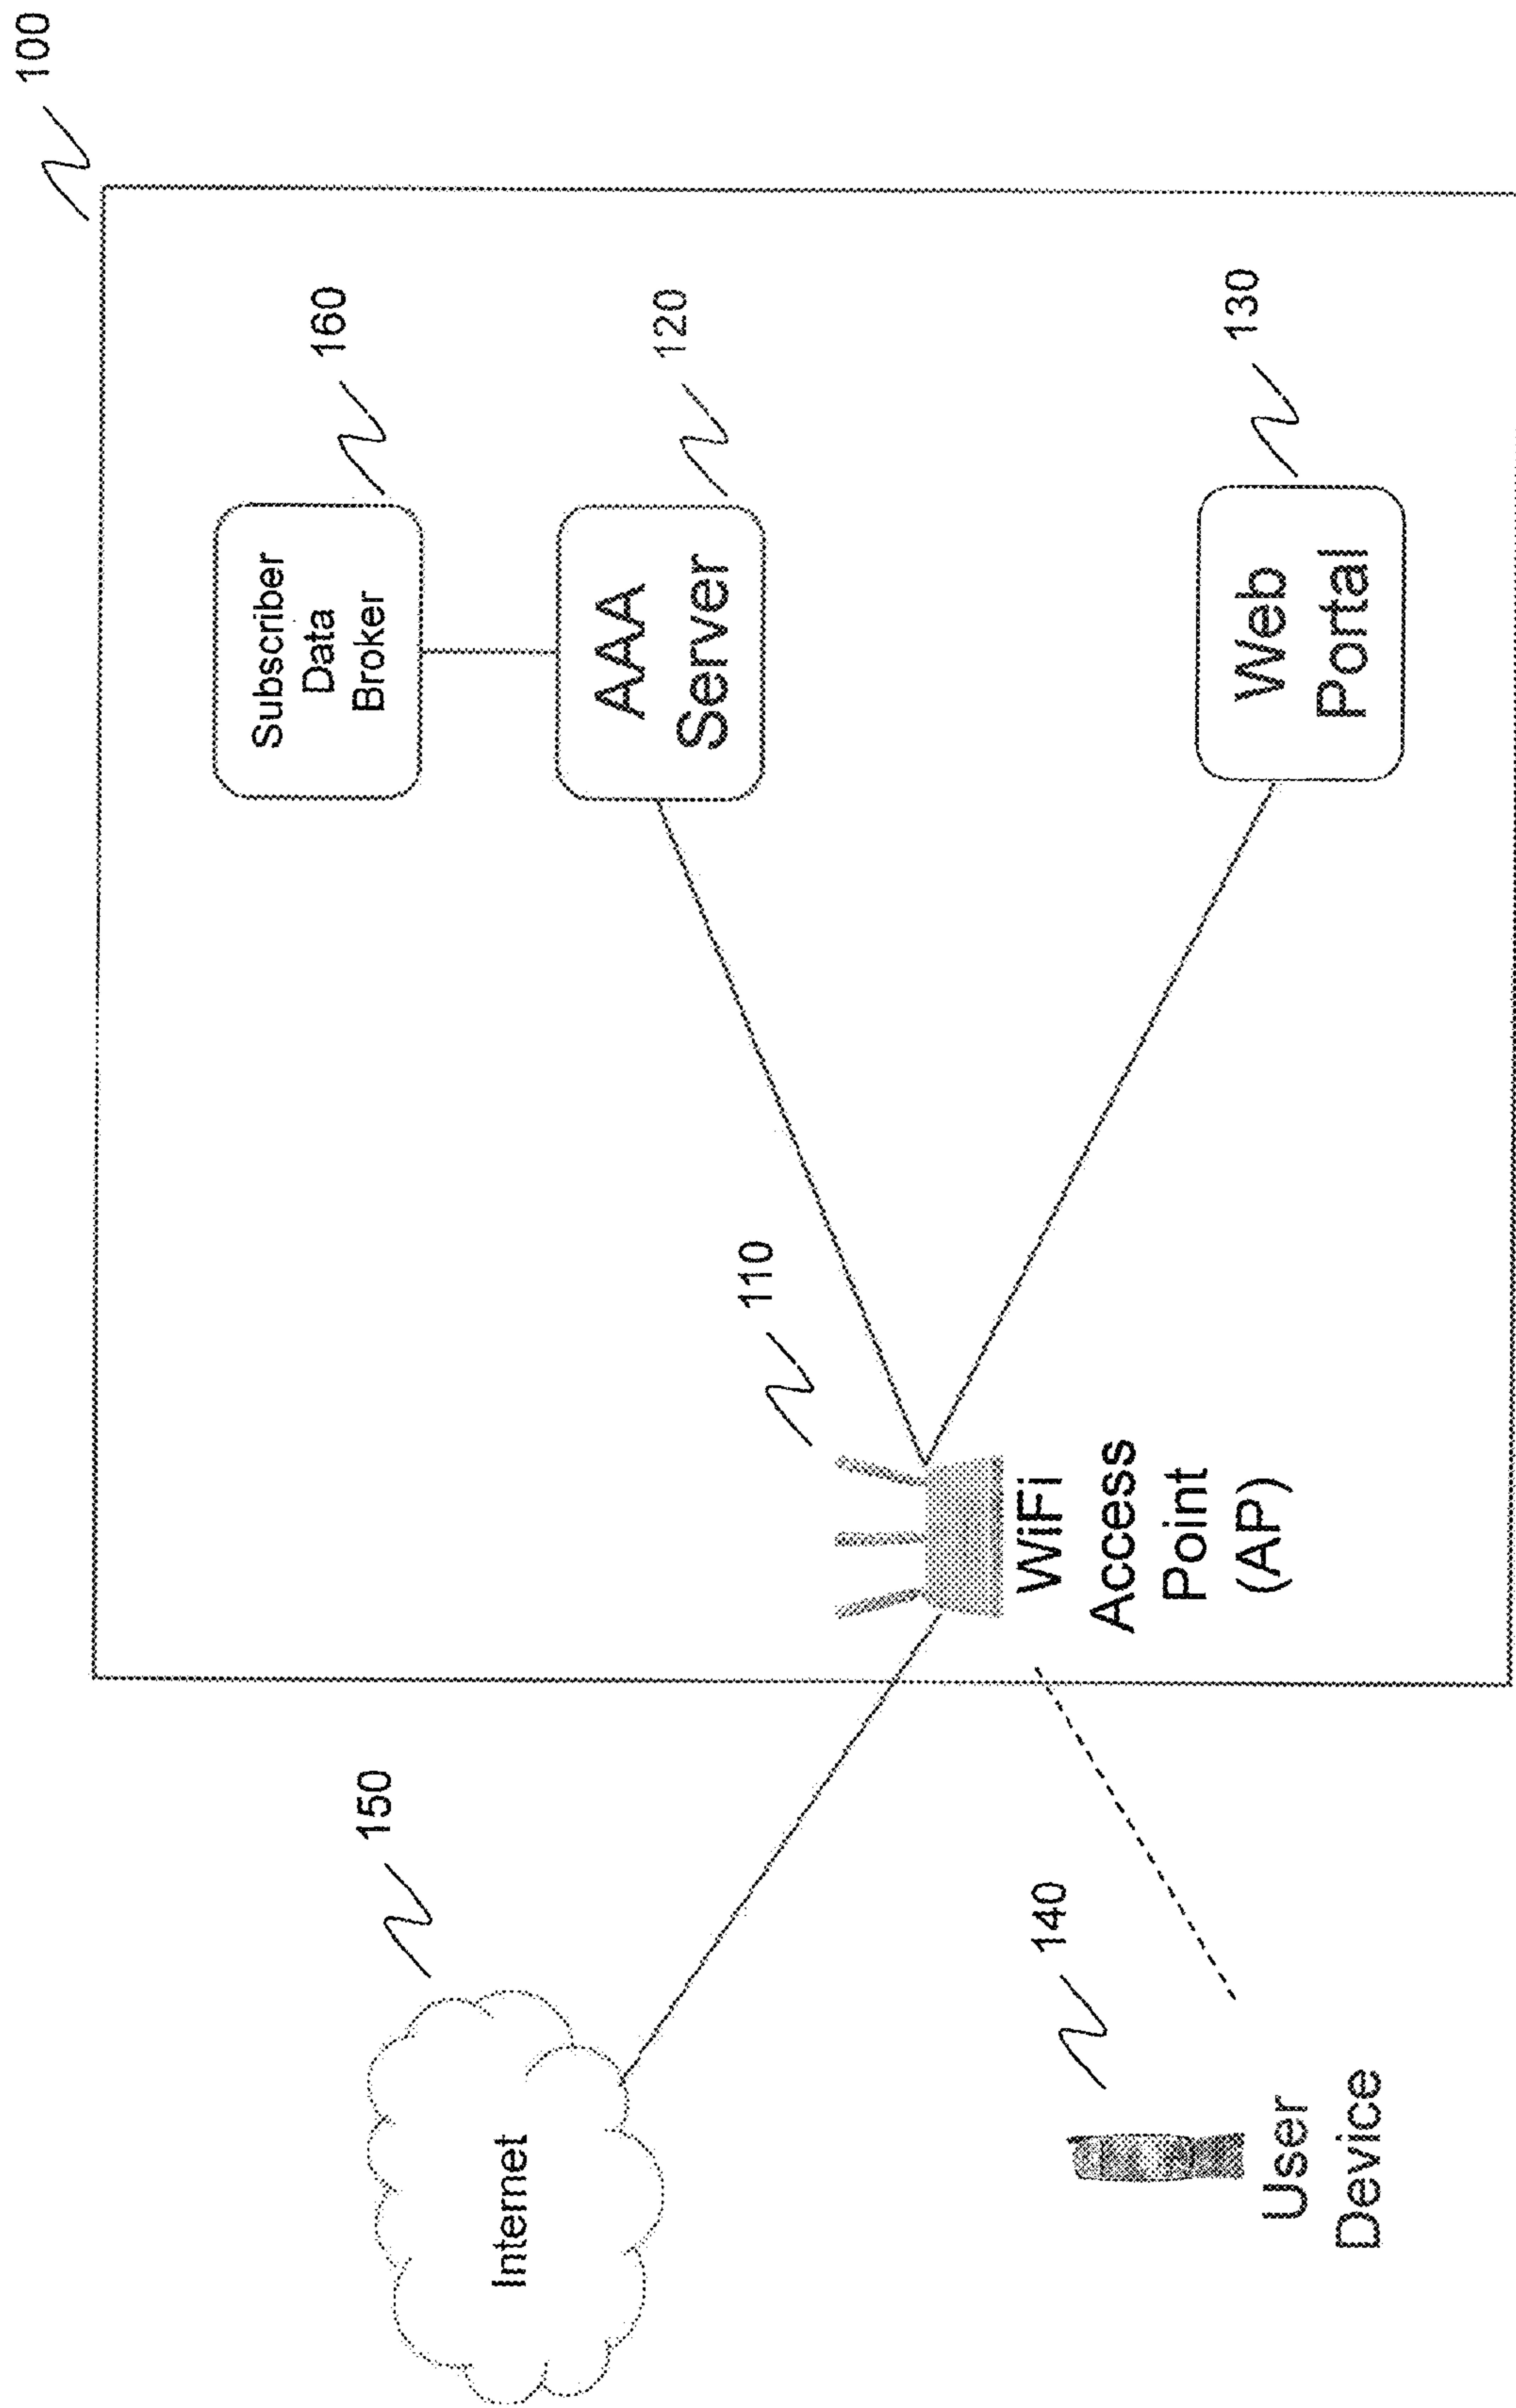 100
160
Subscriber
Data
Broker
120
AAA
Server
130
Web
Portal
110
WiFi
Access
Point
(AP)
150
Internet
140
User
Device